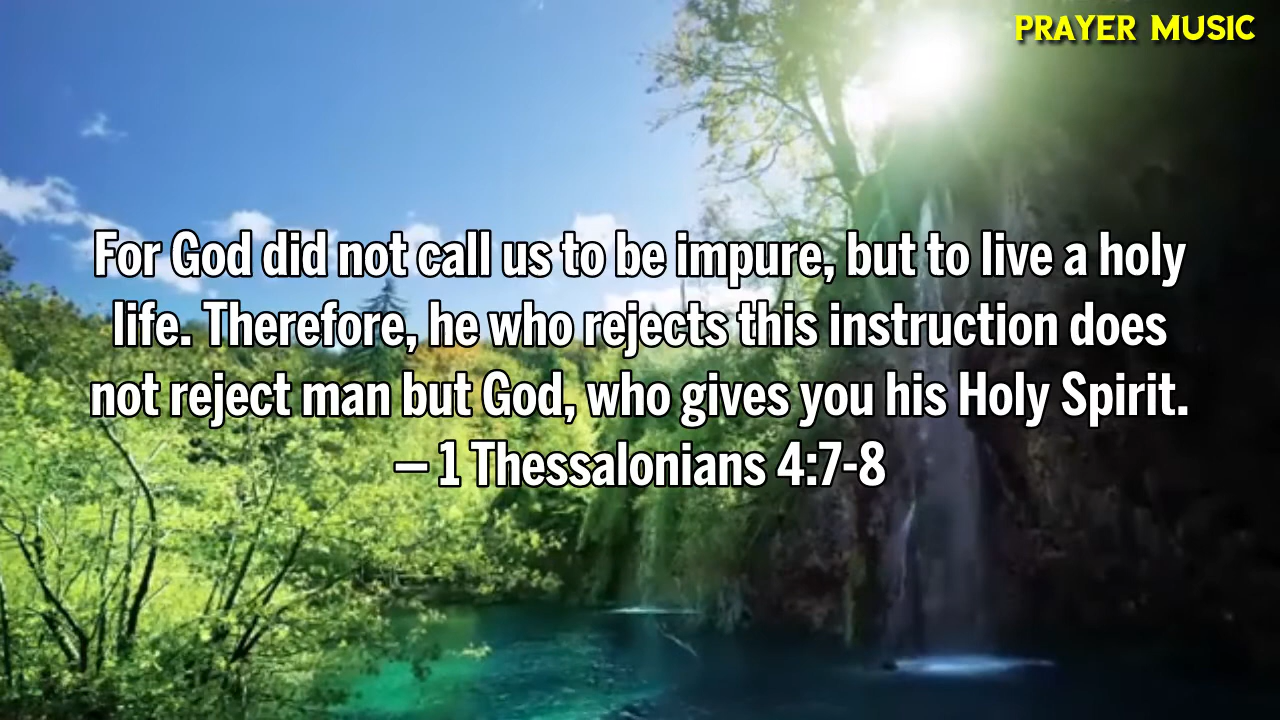 PRAYER MUSIC
For God did not call us to be impure, but to live a holy
life. Therefore, he who rejects this instruction does
not reject man but God, who gives you his Holy Spirit.
– 1 Thessalonians 4:7-8